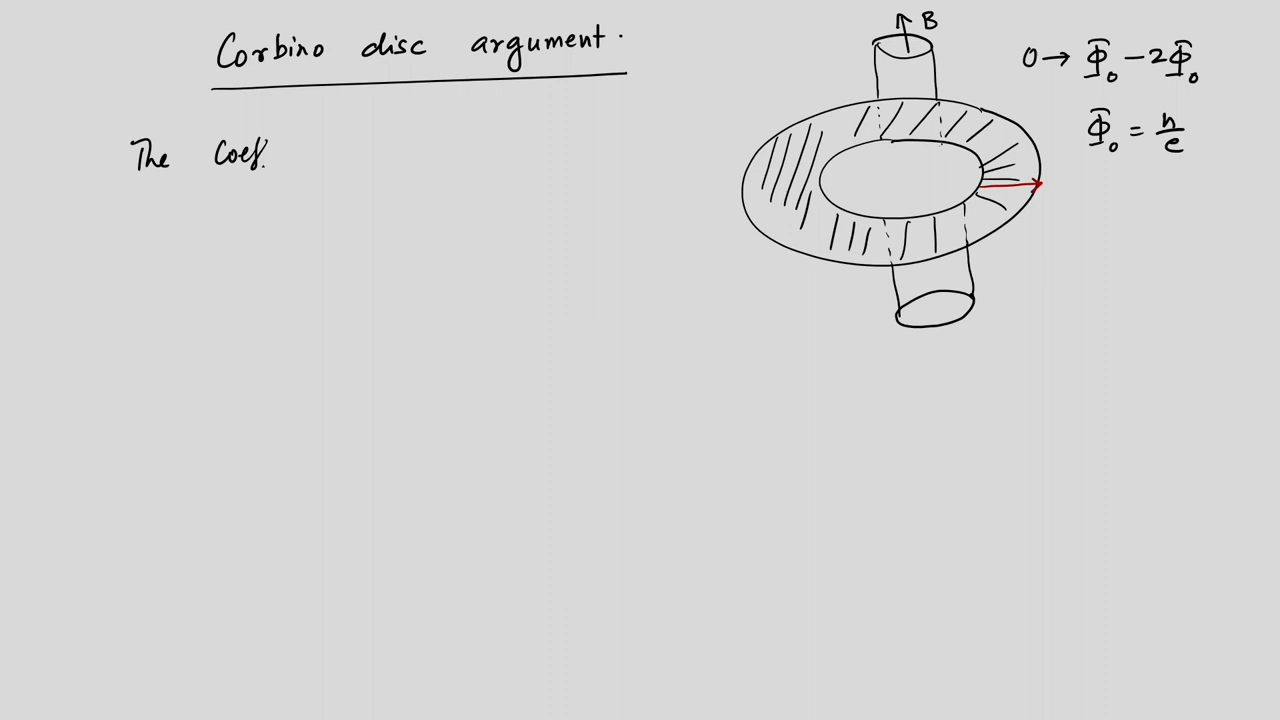 Corbino disc argument.
B
0 → Φ₀ - 2Φ₀
Φ₀ = h/e
The Coef.